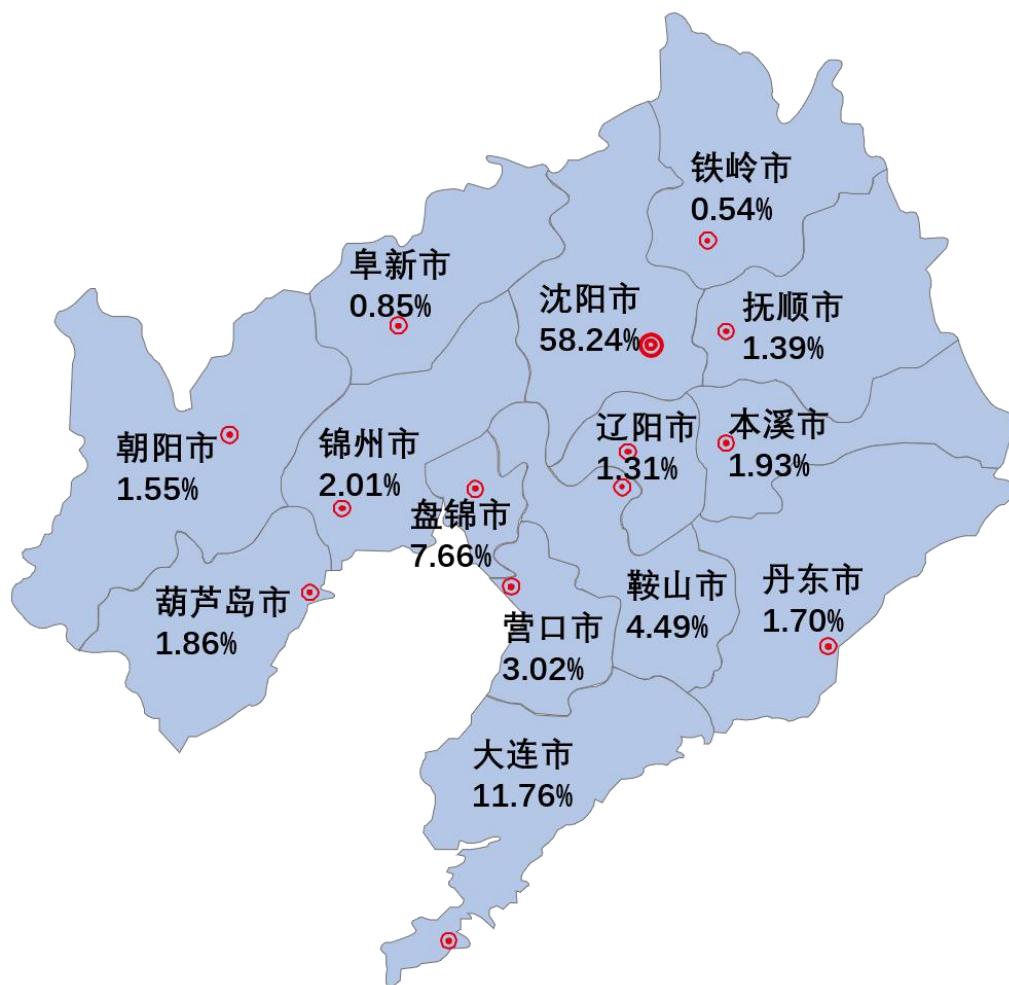 铁岭市
0.54%
阜新市
0.85%
沈阳市
58.24%
抚顺市
1.39%
朝阳市
1.55%
锦州市
2.01%
辽阳市
1.31%
本溪市
1.93%
盘锦市
7.66%
葫芦岛市
1.86%
鞍山市
4.49%
丹东市
1.70%
营口市
3.02%
大连市
11.76%